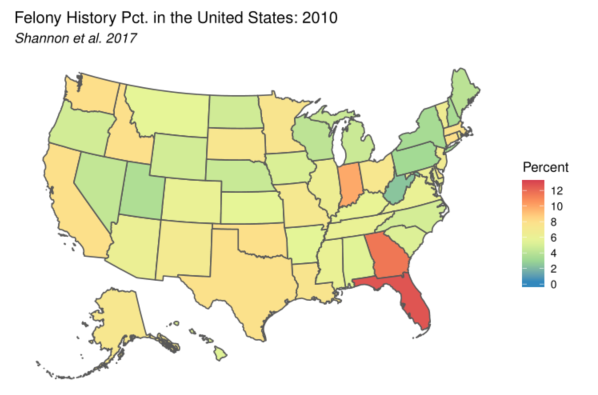 Felony History Pct. in the United States: 2010
Shannon et al. 2017
Percent
12
10
8
6
4
2
0